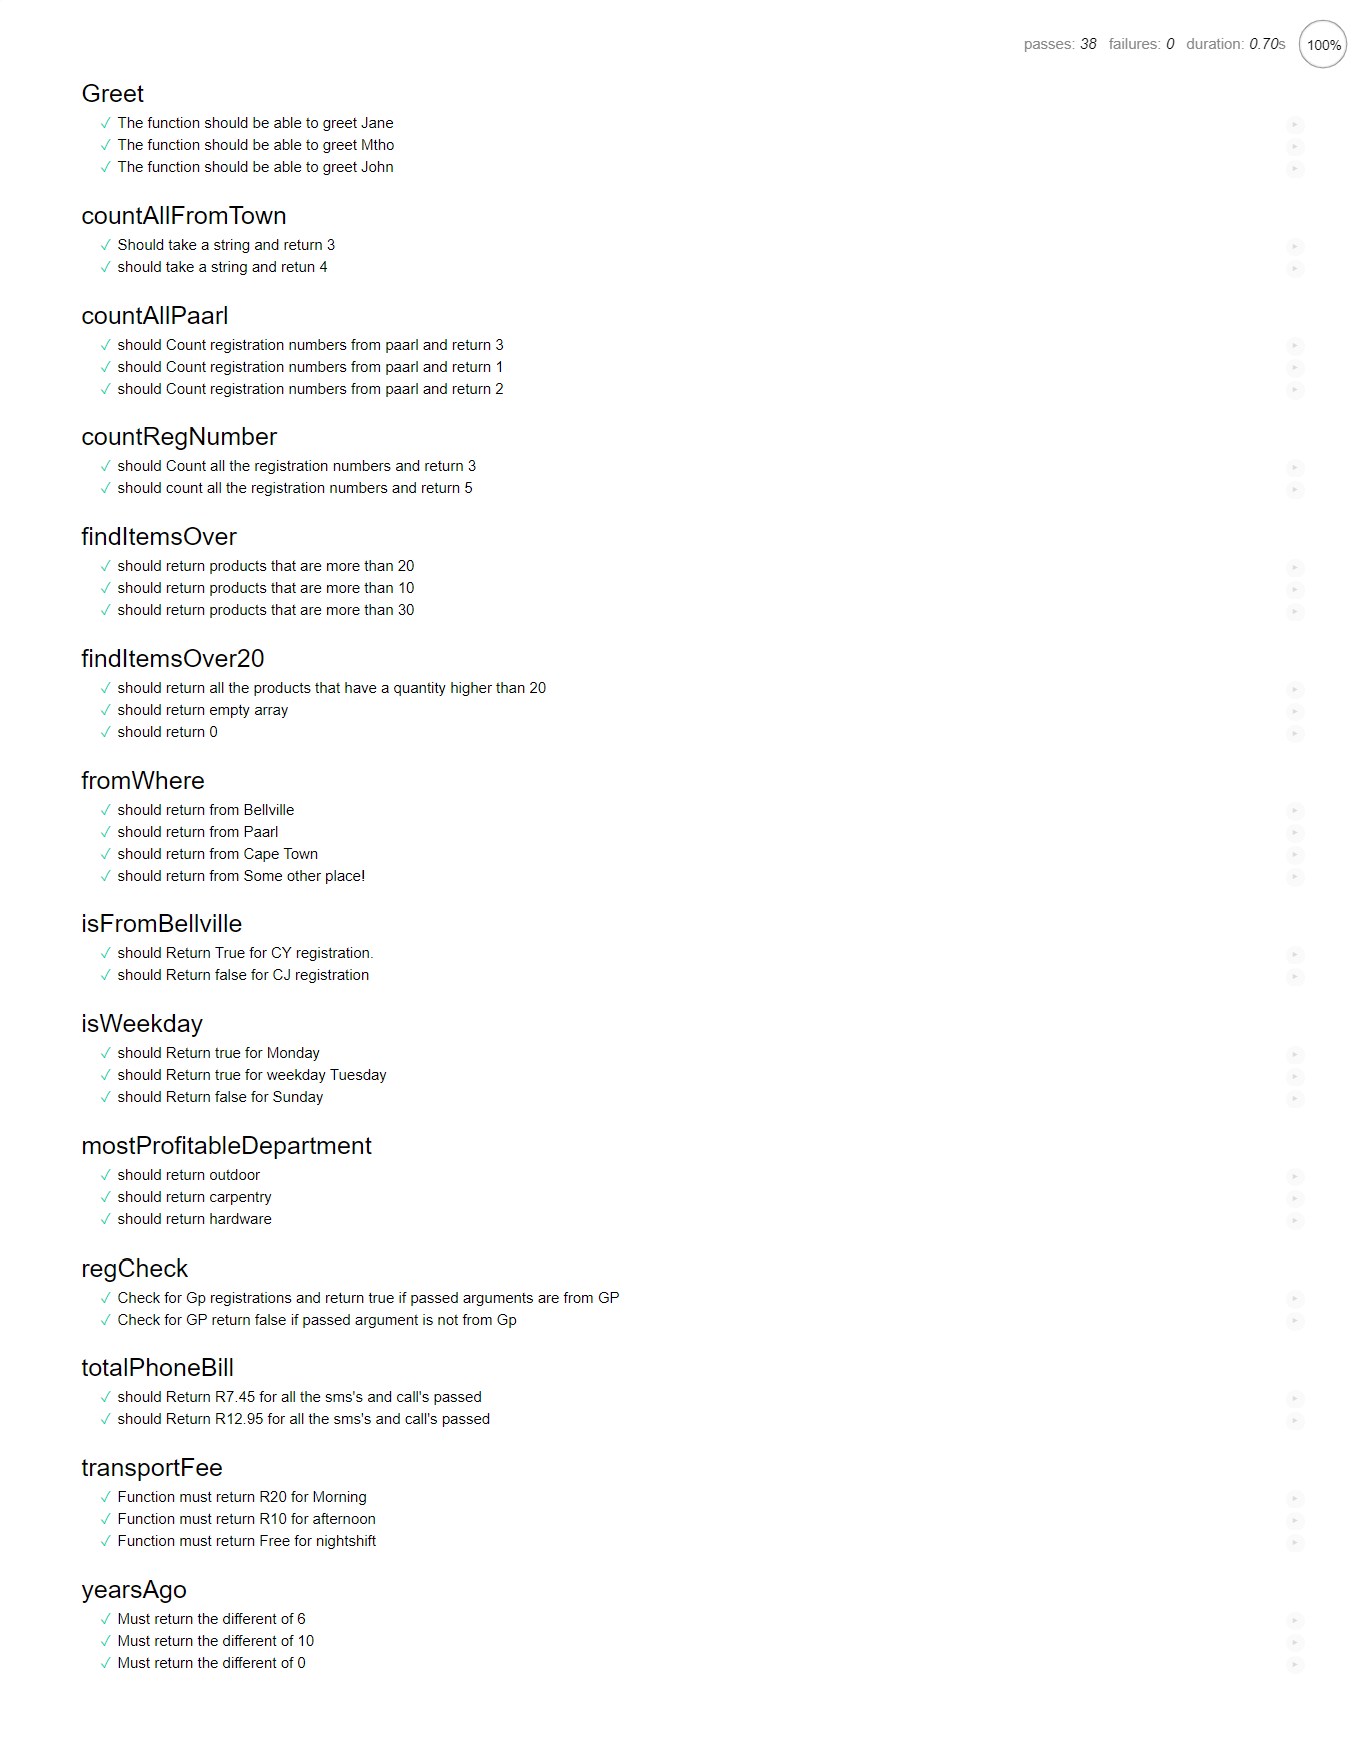 passes: 38 failures: 0 duration: 0.70s 100%
Greet
✓ The function should be able to greet Jane
✓ The function should be able to greet Mtho
✓ The function should be able to greet John
countAllFromTown
✓ Should take a string and return 3
✓ should take a string and retun 4
countAllPaarl
✓ should Count registration numbers from paarl and return 3
✓ should Count registration numbers from paarl and return 1
✓ should Count registration numbers from paarl and return 2
countRegNumber
✓ should Count all the registration numbers and return 3
✓ should count all the registration numbers and return 5
findItemsOver
✓ should return products that are more than 20
✓ should return products that are more than 10
✓ should return products that are more than 30
findItemsOver20
✓ should return all the products that have a quantity higher than 20
✓ should return empty array
✓ should return 0
fromWhere
✓ should return from Bellville
✓ should return from Paarl
✓ should return from Cape Town
✓ should return from Some other place!
isFromBellville
✓ should Return True for CY registration.
✓ should Return false for CJ registration
isWeekday
✓ should Return true for Monday
✓ should Return true for weekday Tuesday
✓ should Return false for Sunday
mostProfitableDepartment
✓ should return outdoor
✓ should return carpentry
✓ should return hardware
regCheck
✓ Check for Gp registrations and return true if passed arguments are from GP
✓ Check for GP return false if passed argument is not from Gp
totalPhoneBill
✓ should Return R7.45 for all the sms's and call's passed
✓ should Return R12.95 for all the sms's and call's passed
transportFee
✓ Function must return R20 for Morning
✓ Function must return R10 for afternoon
✓ Function must return Free for nightshift
yearsAgo
✓ Must return the different of 6
✓ Must return the different of 10
✓ Must return the different of 0